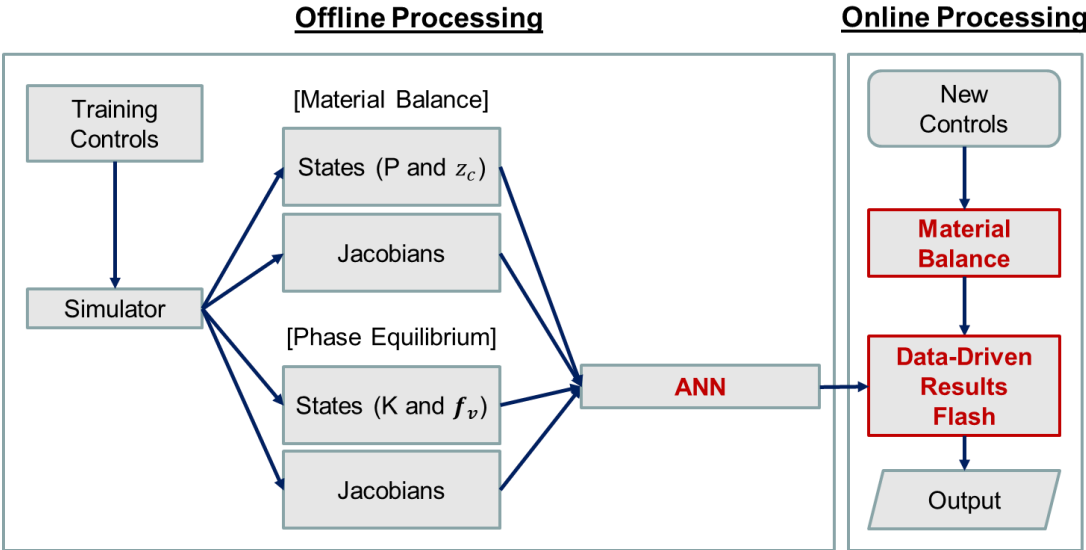 Offline Processing
Online Processing
Training
Controls
Simulator
[Material Balance]
States (P and z_c)
Jacobians
[Phase Equilibrium]
States (K and f_v)
Jacobians
ANN
New
Controls
Material
Balance
Data-Driven
Results
Flash
Output